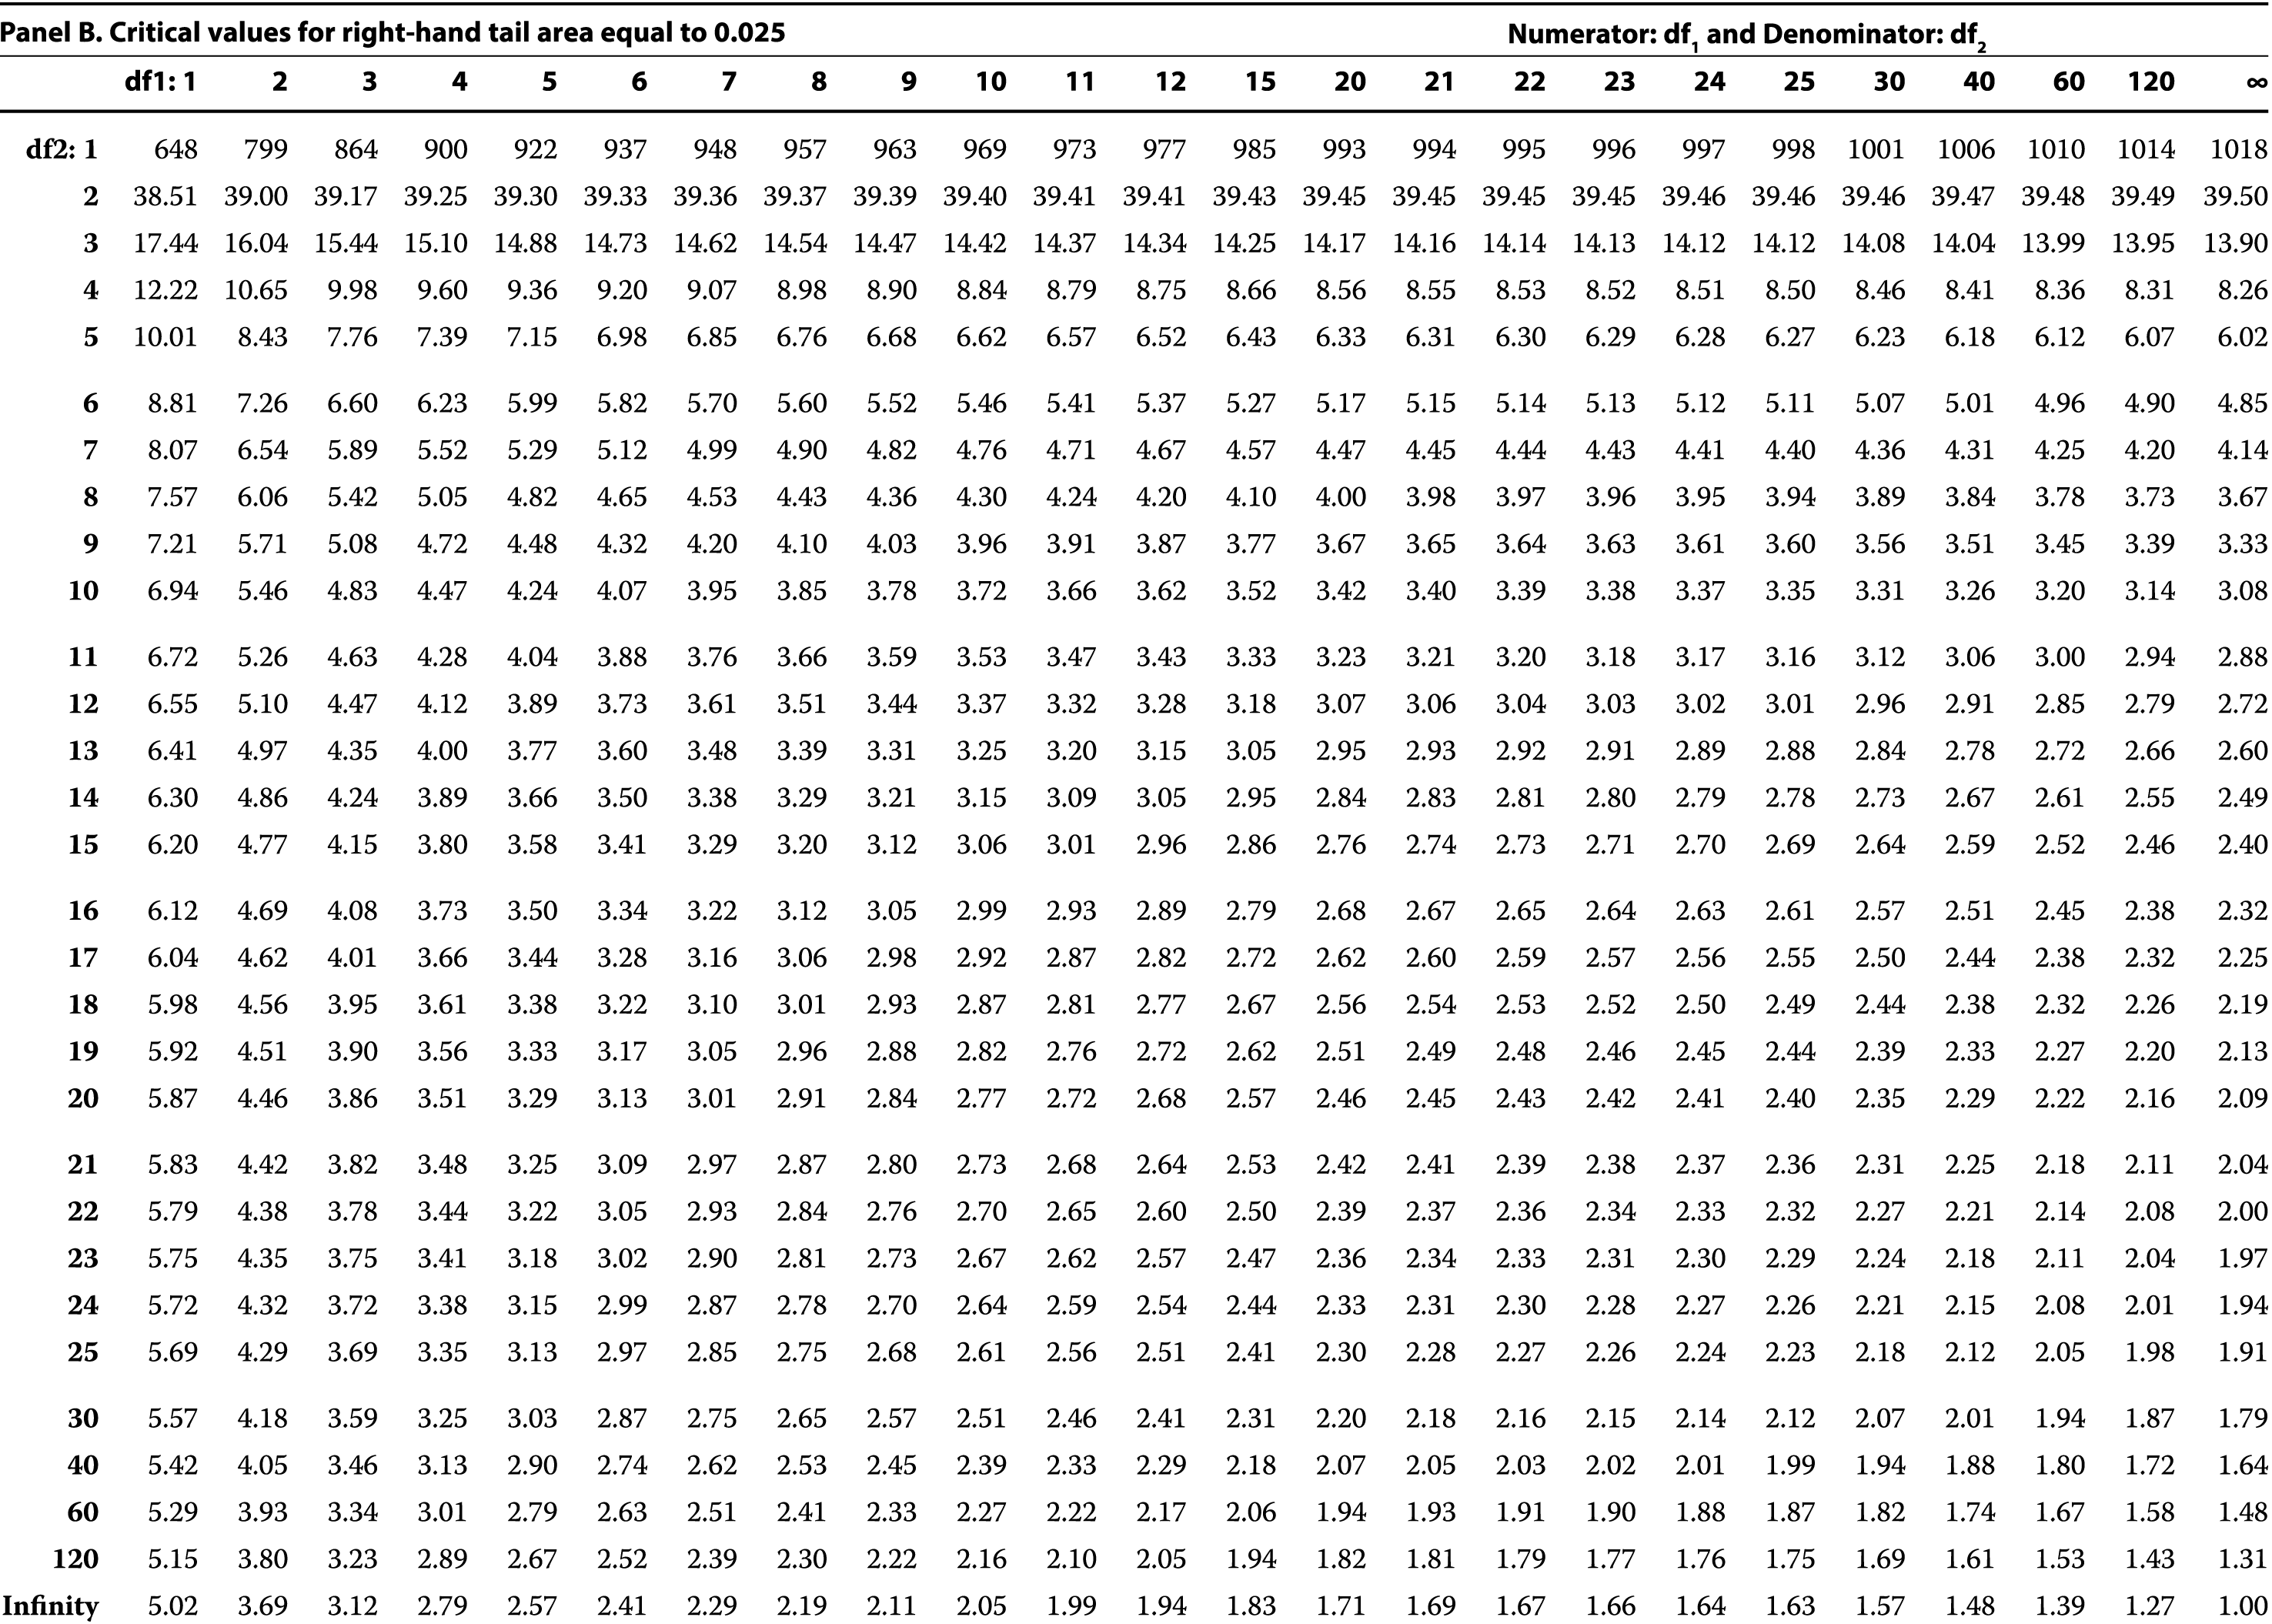 Panel B. Critical values for right-hand tail area equal to 0.025 Numerator: df1 and Denominator: df2
df1: 1 2 3 4 5 6 7 8 9 10 11 12 15 20 21 22 23 24 25 30 40 60 120 ∞
df2: 1 648 799 864 900 922 937 948 957 963 969 973 977 985 993 994 995 996 997 998 1001 1006 1010 1014 1018
2 38.51 39.00 39.17 39.25 39.30 39.33 39.36 39.37 39.39 39.40 39.41 39.41 39.43 39.45 39.45 39.45 39.45 39.46 39.46 39.46 39.47 39.48 39.49 39.50
3 17.44 16.04 15.44 15.10 14.88 14.73 14.62 14.54 14.47 14.42 14.37 14.34 14.25 14.17 14.16 14.14 14.13 14.12 14.12 14.08 14.04 13.99 13.95 13.90
4 12.22 10.65 9.98 9.60 9.36 9.20 9.07 8.98 8.90 8.84 8.79 8.75 8.66 8.56 8.55 8.53 8.52 8.51 8.50 8.46 8.41 8.36 8.31 8.26
5 10.01 8.43 7.76 7.39 7.15 6.98 6.85 6.76 6.68 6.62 6.57 6.52 6.43 6.33 6.31 6.30 6.29 6.28 6.27 6.23 6.18 6.12 6.07 6.02
6 8.81 7.26 6.60 6.23 5.99 5.82 5.70 5.60 5.52 5.46 5.41 5.37 5.27 5.17 5.15 5.14 5.13 5.12 5.11 5.07 5.01 4.96 4.90 4.85
7 8.07 6.54 5.89 5.52 5.29 5.12 4.99 4.90 4.82 4.76 4.71 4.67 4.57 4.47 4.45 4.44 4.43 4.41 4.40 4.36 4.31 4.25 4.20 4.14
8 7.57 6.06 5.42 5.05 4.82 4.65 4.53 4.43 4.36 4.30 4.24 4.20 4.10 4.00 3.98 3.97 3.96 3.95 3.94 3.89 3.84 3.78 3.73 3.67
9 7.21 5.71 5.08 4.72 4.48 4.32 4.20 4.10 4.03 3.96 3.91 3.87 3.77 3.67 3.65 3.64 3.63 3.61 3.60 3.56 3.51 3.45 3.39 3.33
10 6.94 5.46 4.83 4.47 4.24 4.07 3.95 3.85 3.78 3.72 3.66 3.62 3.52 3.42 3.40 3.39 3.38 3.37 3.35 3.31 3.26 3.20 3.14 3.08
11 6.72 5.26 4.63 4.28 4.04 3.88 3.76 3.66 3.59 3.53 3.47 3.43 3.33 3.23 3.21 3.20 3.18 3.17 3.16 3.12 3.06 3.00 2.94 2.88
12 6.55 5.10 4.47 4.12 3.89 3.73 3.61 3.51 3.44 3.37 3.32 3.28 3.18 3.07 3.06 3.04 3.03 3.02 3.01 2.96 2.91 2.85 2.79 2.72
13 6.41 4.97 4.35 4.00 3.77 3.60 3.48 3.39 3.31 3.25 3.20 3.15 3.05 2.95 2.93 2.92 2.91 2.89 2.88 2.84 2.78 2.72 2.66 2.60
14 6.30 4.86 4.24 3.89 3.66 3.50 3.38 3.29 3.21 3.15 3.09 3.05 2.95 2.84 2.83 2.81 2.80 2.79 2.78 2.73 2.67 2.61 2.55 2.49
15 6.20 4.77 4.15 3.80 3.58 3.41 3.29 3.20 3.12 3.06 3.01 2.96 2.86 2.76 2.74 2.73 2.71 2.70 2.69 2.64 2.59 2.52 2.46 2.40
16 6.12 4.69 4.08 3.73 3.50 3.34 3.22 3.12 3.05 2.99 2.93 2.89 2.79 2.68 2.67 2.65 2.64 2.63 2.61 2.57 2.51 2.45 2.38 2.32
17 6.04 4.62 4.01 3.66 3.44 3.28 3.16 3.06 2.98 2.92 2.87 2.82 2.72 2.62 2.60 2.59 2.57 2.56 2.55 2.50 2.44 2.38 2.32 2.25
18 5.98 4.56 3.95 3.61 3.38 3.22 3.10 3.01 2.93 2.87 2.81 2.77 2.67 2.56 2.54 2.53 2.52 2.50 2.49 2.44 2.38 2.32 2.26 2.19
19 5.92 4.51 3.90 3.56 3.33 3.17 3.05 2.96 2.88 2.82 2.76 2.72 2.62 2.51 2.49 2.48 2.46 2.45 2.44 2.39 2.33 2.27 2.20 2.13
20 5.87 4.46 3.86 3.51 3.29 3.13 3.01 2.91 2.84 2.77 2.72 2.68 2.57 2.46 2.45 2.43 2.42 2.41 2.40 2.35 2.29 2.22 2.16 2.09
21 5.83 4.42 3.82 3.48 3.25 3.09 2.97 2.87 2.80 2.73 2.68 2.64 2.53 2.42 2.41 2.39 2.38 2.37 2.36 2.31 2.25 2.18 2.11 2.04
22 5.79 4.38 3.78 3.44 3.22 3.05 2.93 2.84 2.76 2.70 2.65 2.60 2.50 2.39 2.37 2.36 2.34 2.33 2.32 2.27 2.21 2.14 2.08 2.00
23 5.75 4.35 3.75 3.41 3.18 3.02 2.90 2.81 2.73 2.67 2.62 2.57 2.47 2.36 2.34 2.33 2.31 2.30 2.29 2.24 2.18 2.11 2.04 1.97
24 5.72 4.32 3.72 3.38 3.15 2.99 2.87 2.78 2.70 2.64 2.59 2.54 2.44 2.33 2.31 2.30 2.28 2.27 2.26 2.21 2.15 2.08 2.01 1.94
25 5.69 4.29 3.69 3.35 3.13 2.97 2.85 2.75 2.68 2.61 2.56 2.51 2.41 2.30 2.28 2.27 2.26 2.24 2.23 2.18 2.12 2.05 1.98 1.91
30 5.57 4.18 3.59 3.25 3.03 2.87 2.75 2.65 2.57 2.51 2.46 2.41 2.31 2.20 2.18 2.16 2.15 2.14 2.12 2.07 2.01 1.94 1.87 1.79
40 5.42 4.05 3.46 3.13 2.90 2.74 2.62 2.53 2.45 2.39 2.33 2.29 2.18 2.07 2.05 2.03 2.02 2.01 1.99 1.94 1.88 1.80 1.72 1.64
60 5.29 3.93 3.34 3.01 2.79 2.63 2.51 2.41 2.33 2.27 2.22 2.17 2.06 1.94 1.93 1.91 1.90 1.88 1.87 1.82 1.74 1.67 1.58 1.48
120 5.15 3.80 3.23 2.89 2.67 2.52 2.39 2.30 2.22 2.16 2.10 2.05 1.94 1.82 1.81 1.79 1.77 1.76 1.75 1.69 1.61 1.53 1.43 1.31
Infinity 5.02 3.69 3.12 2.79 2.57 2.41 2.29 2.19 2.11 2.05 1.99 1.94 1.83 1.71 1.69 1.67 1.66 1.64 1.63 1.57 1.48 1.39 1.27 1.00